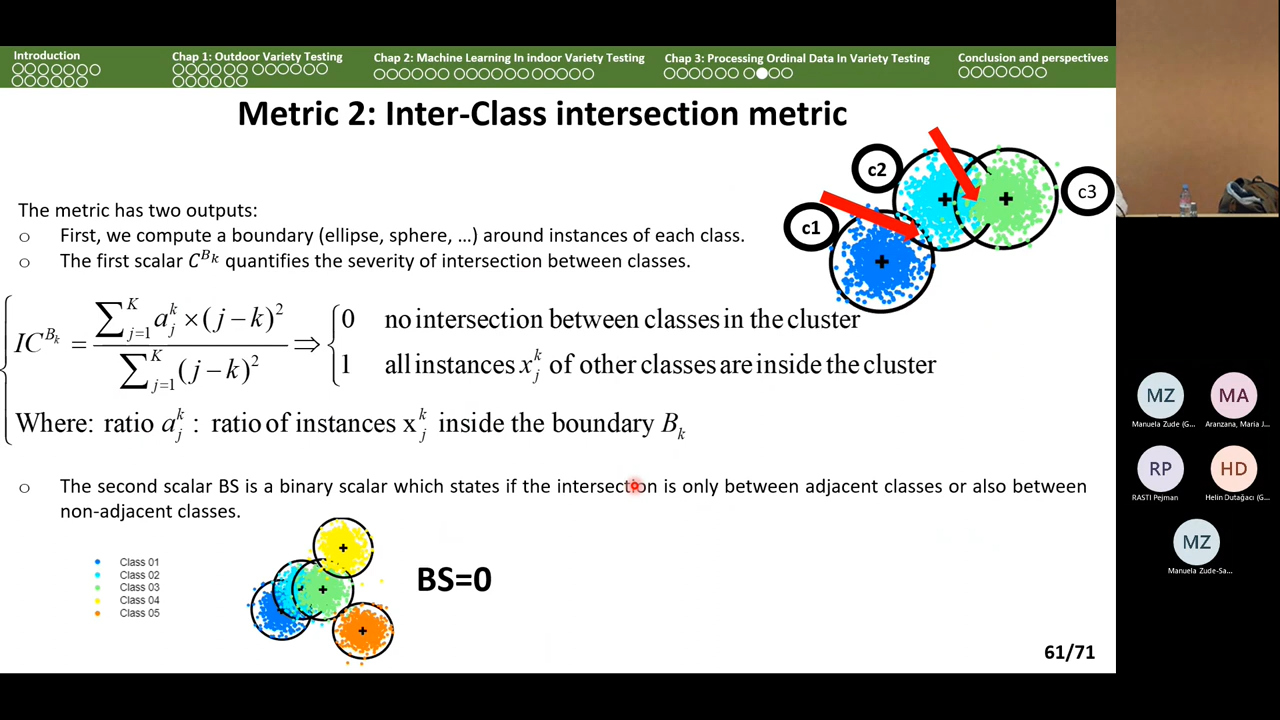 Introduction
Chap 1: Outdoor Variety Testing
Chap 2: Machine Learning In indoor Variety Testing
Chap 3: Processing Ordinal Data In Variety Testing
Conclusion and perspectives
Metric 2: Inter-Class intersection metric
c2
c3
c1
The metric has two outputs:
o First, we compute a boundary (ellipse, sphere, ...) around instances of each class.
o The first scalar C^{B_k} quantifies the severity of intersection between classes.
IC^{B_k} = \frac{\sum_{j=1}^{K} a_j^k × (j − k)^2}{\sum_{j=1}^{K} (j − k)^2} ⇒ { 0 no intersection between classes in the cluster
1 all instances x_j^k of other classes are inside the cluster
Where: ratio a_j^k : ratio of instances x_j^k inside the boundary B_k
o The second scalar BS is a binary scalar which states if the intersection is only between adjacent classes or also between
non-adjacent classes.
Class 01
Class 02
Class 03
Class 04
Class 05
BS=0
61/71
MZ
Manuela Zude (G...
MA
Aranzana, Maria J...
RP
RASTI Pejman
HD
Helin Dutağacı (G...
MZ
Manuela Zude-Sa...